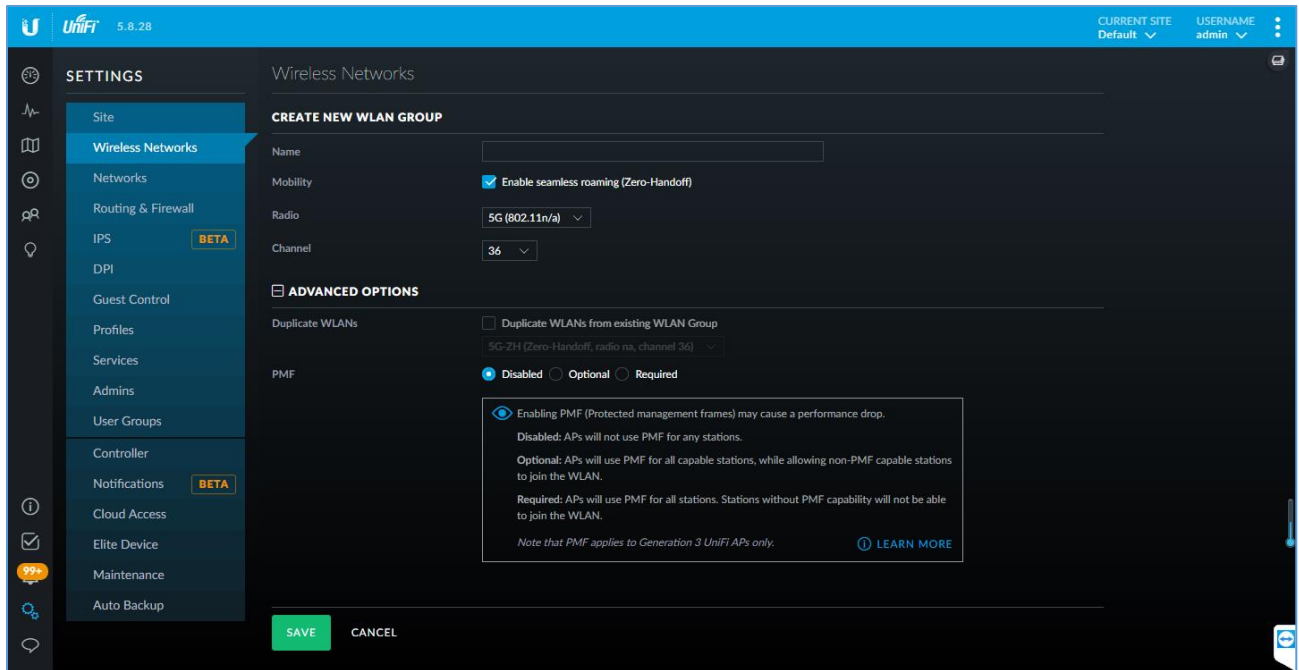 UniFi 5.8.28
CURRENT SITE
Default
USERNAME
admin
SETTINGS
Site
Wireless Networks
Networks
Routing & Firewall
IPS BETA
DPI
Guest Control
Profiles
Services
Admins
User Groups
Controller
Notifications BETA
Cloud Access
Elite Device
Maintenance
Auto Backup
99+
Wireless Networks
CREATE NEW WLAN GROUP
Name
Mobility Enable seamless roaming (Zero-Handoff)
Radio 5G (802.11n/a)
Channel 36
ADVANCED OPTIONS
Duplicate WLANs Duplicate WLANs from existing WLAN Group
5G-ZH (Zero-Handoff, radio na, channel 36)
PMF Disabled Optional Required
Enabling PMF (Protected management frames) may cause a performance drop.
Disabled: APs will not use PMF for any stations.
Optional: APs will use PMF for all capable stations, while allowing non-PMF capable stations
to join the WLAN.
Required: APs will use PMF for all stations. Stations without PMF capability will not be able
to join the WLAN.
Note that PMF applies to Generation 3 UniFi APs only. LEARN MORE
SAVE CANCEL